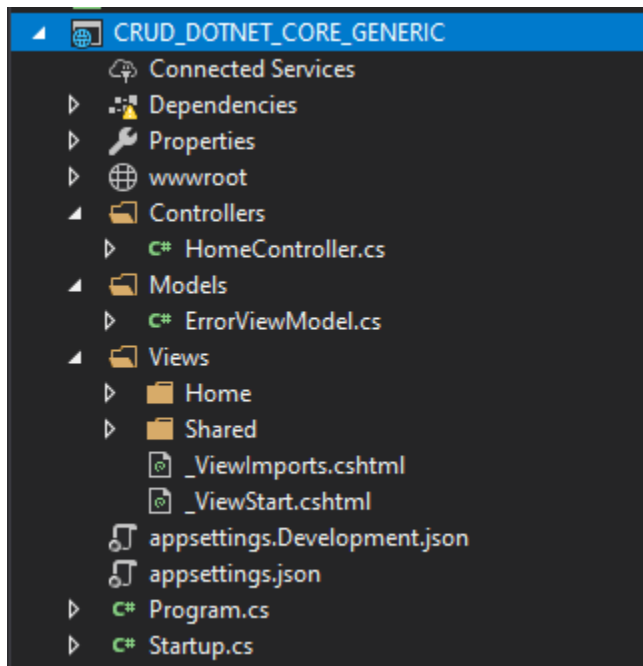 CRUD_DOTNET_CORE_GENERIC
Connected Services
Dependencies
Properties
wwwroot
Controllers
C# HomeController.cs
Models
C# ErrorViewModel.cs
Views
Home
Shared
_ViewImports.cshtml
_ViewStart.cshtml
appsettings.Development.json
appsettings.json
C# Program.cs
C# Startup.cs